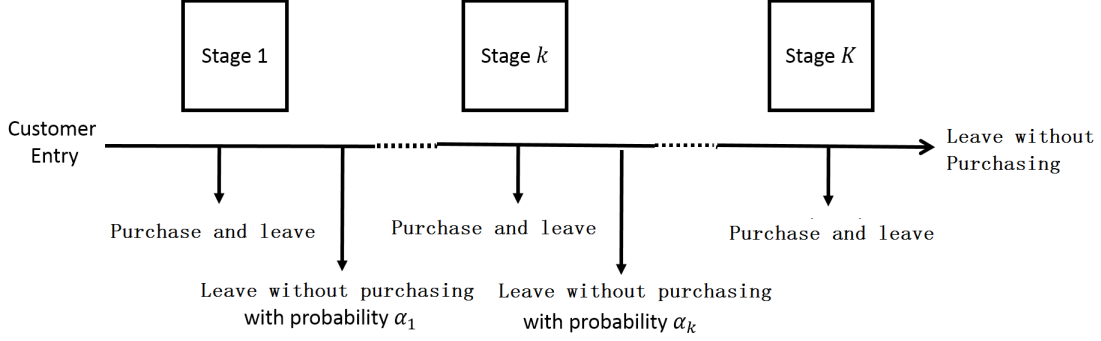 Stage 1
Stage k
Stage K
Customer
Entry
Leave without
Purchasing
Purchase and leave
Purchase and leave
Purchase and leave
Leave without purchasing
with probability α₁
Leave without purchasing
with probability αₖ